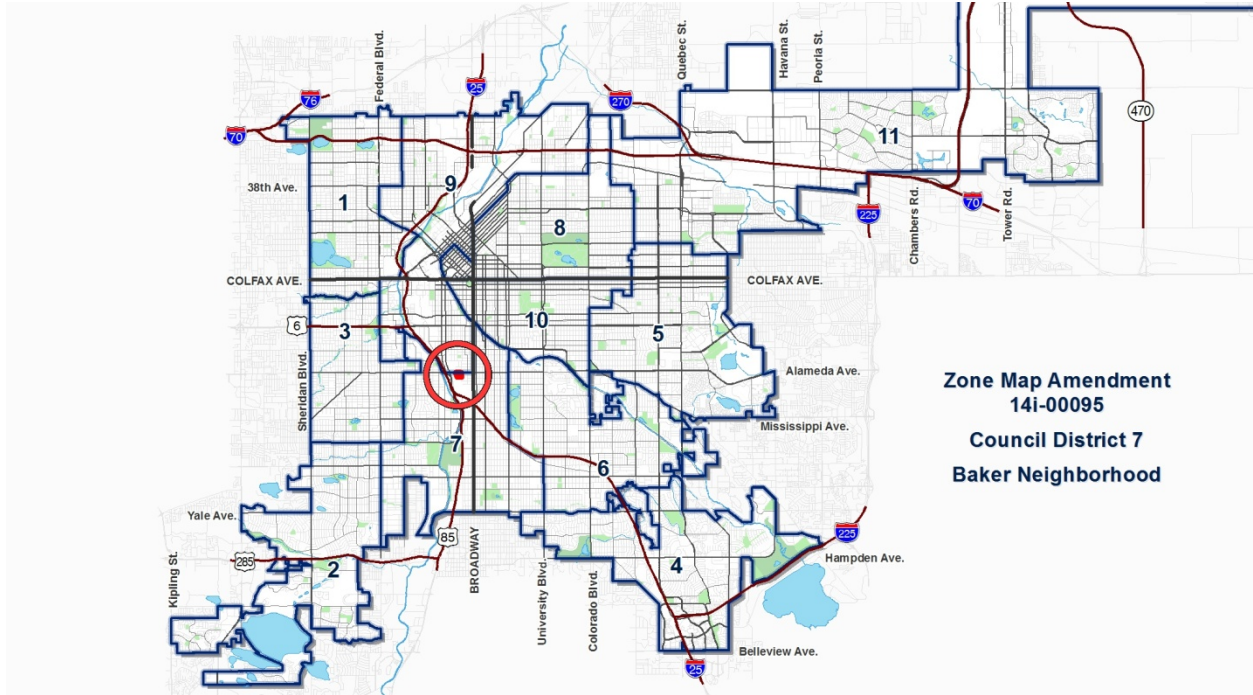 Federal Blvd.
Quebec St.
Havana St.
Peoria St.
76
25
270
70
470
11
38th Ave.
9
1
8
225
70
Chambers Rd.
Tower Rd.
COLFAX AVE.
COLFAX AVE.
10
6
3
5
Sheridan Blvd.
Alameda Ave.
Zone Map Amendment
14i-00095
Council District 7
Baker Neighborhood
Mississippi Ave.
7
6
Yale Ave.
85
225
285
2
Kipling St.
BROADWAY
University Blvd.
Colorado Blvd.
4
Hampden Ave.
Belleview Ave.
25